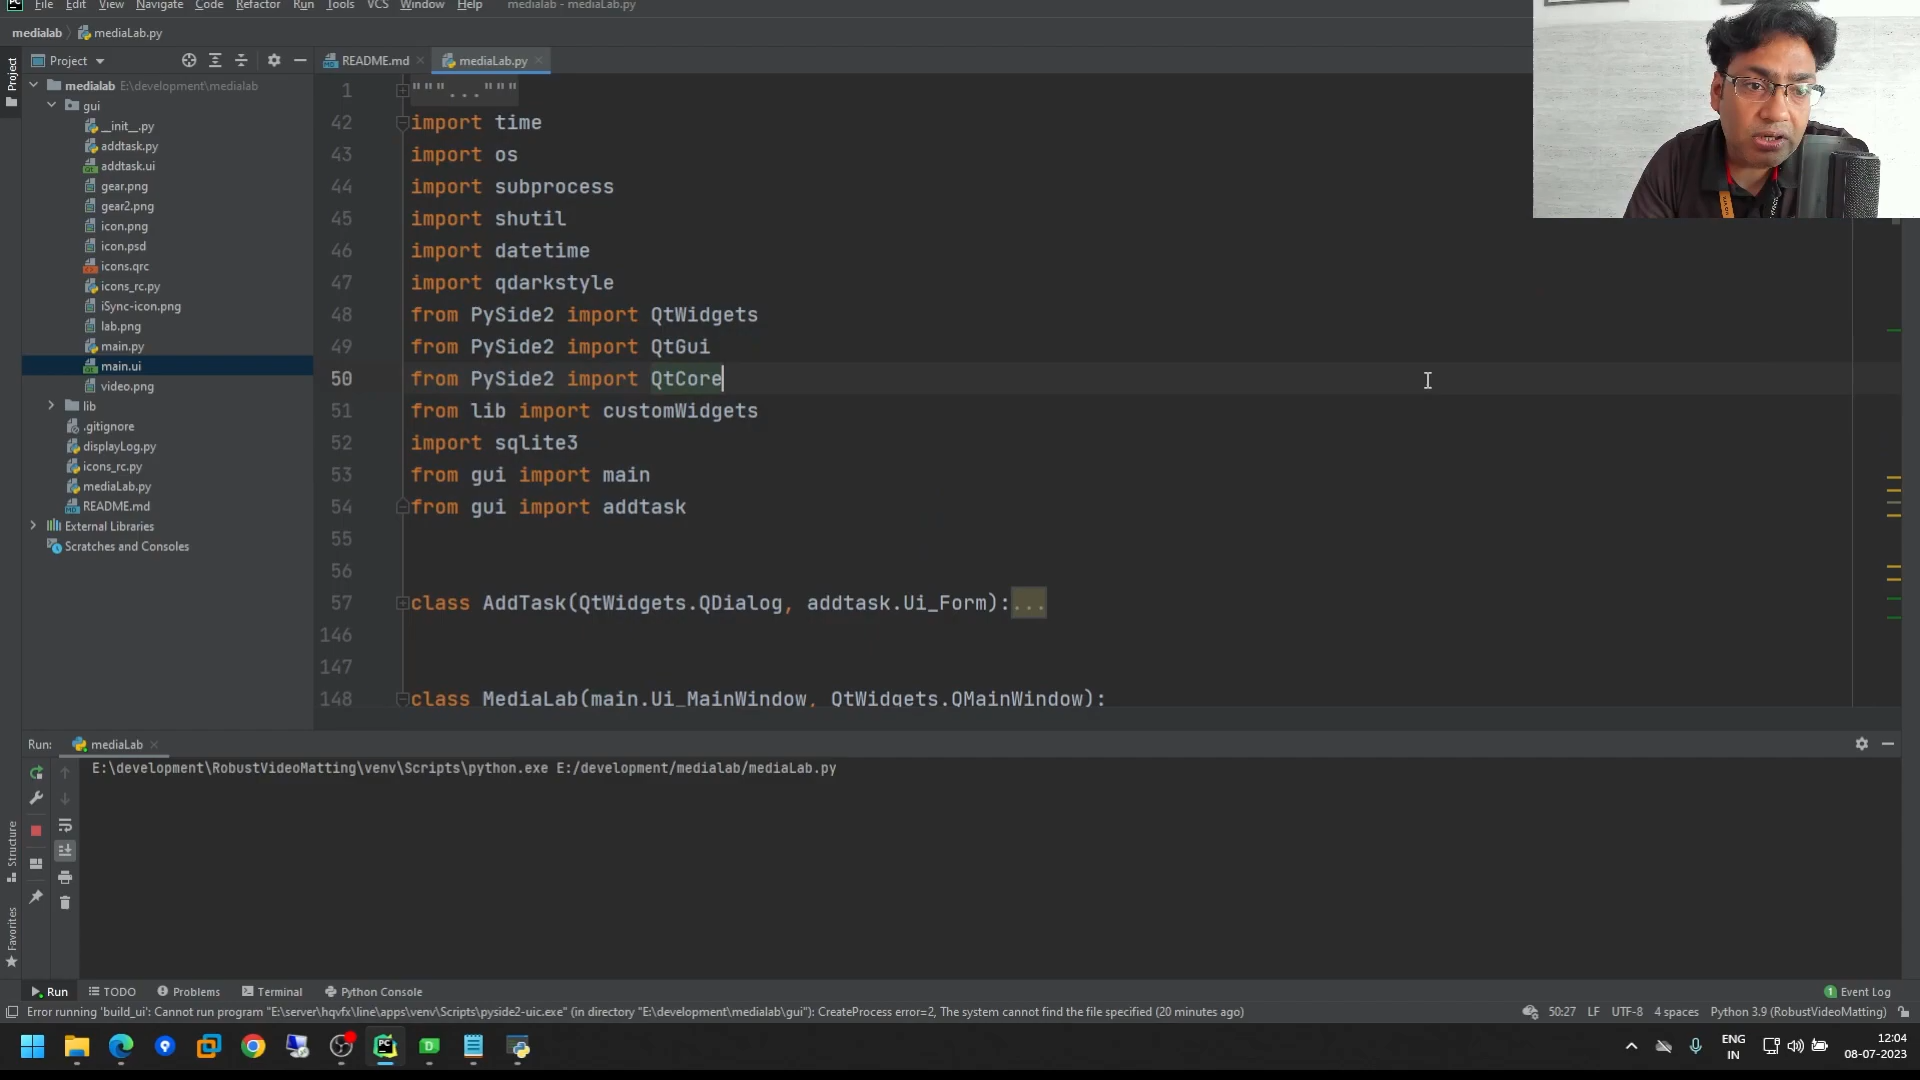 File Edit View Navigate Code Refactor Run Tools VCS Window Help medialab - mediaLab.py
medialab mediaLab.py
Project
Project
README.md
mediaLab.py
medialab E:\development\medialab
gui
__init__.py
addtask.py
addtask.ui
gear.png
gear2.png
icon.png
icon.psd
icons.qrc
icons_rc.py
iSync-icon.png
lab.png
main.py
main.ui
video.png
lib
.gitignore
displayLog.py
icons_rc.py
mediaLab.py
README.md
External Libraries
Scratches and Consoles
1 """..."""
42 import time
43 import os
44 import subprocess
45 import shutil
46 import datetime
47 import qdarkstyle
48 from PySide2 import QtWidgets
49 from PySide2 import QtGui
50 from PySide2 import QtCore
51 from lib import customWidgets
52 import sqlite3
53 from gui import main
54 from gui import addtask
55
56
57 class AddTask(QtWidgets.QDialog, addtask.Ui_Form):...
146
147
148 class MediaLab(main.Ui_MainWindow, QtWidgets.QMainWindow):
Run: mediaLab
E:\development\RobustVideoMatting\venv\Scripts\python.exe E:/development/medialab/mediaLab.py
Structure
Favorites
Run TODO Problems Terminal Python Console 1 Event Log
Error running 'build_ui': Cannot run program "E:\server\hqvfx\line\apps\venv\Scripts\pyside2-uic.exe" (in directory "E:\development\medialab\gui"): CreateProcess error=2, The system cannot find the file specified (20 minutes ago) 50:27 LF UTF-8 4 spaces Python 3.9 (RobustVideoMatting)
PC
D
ENG
IN
12:04
08-07-2023